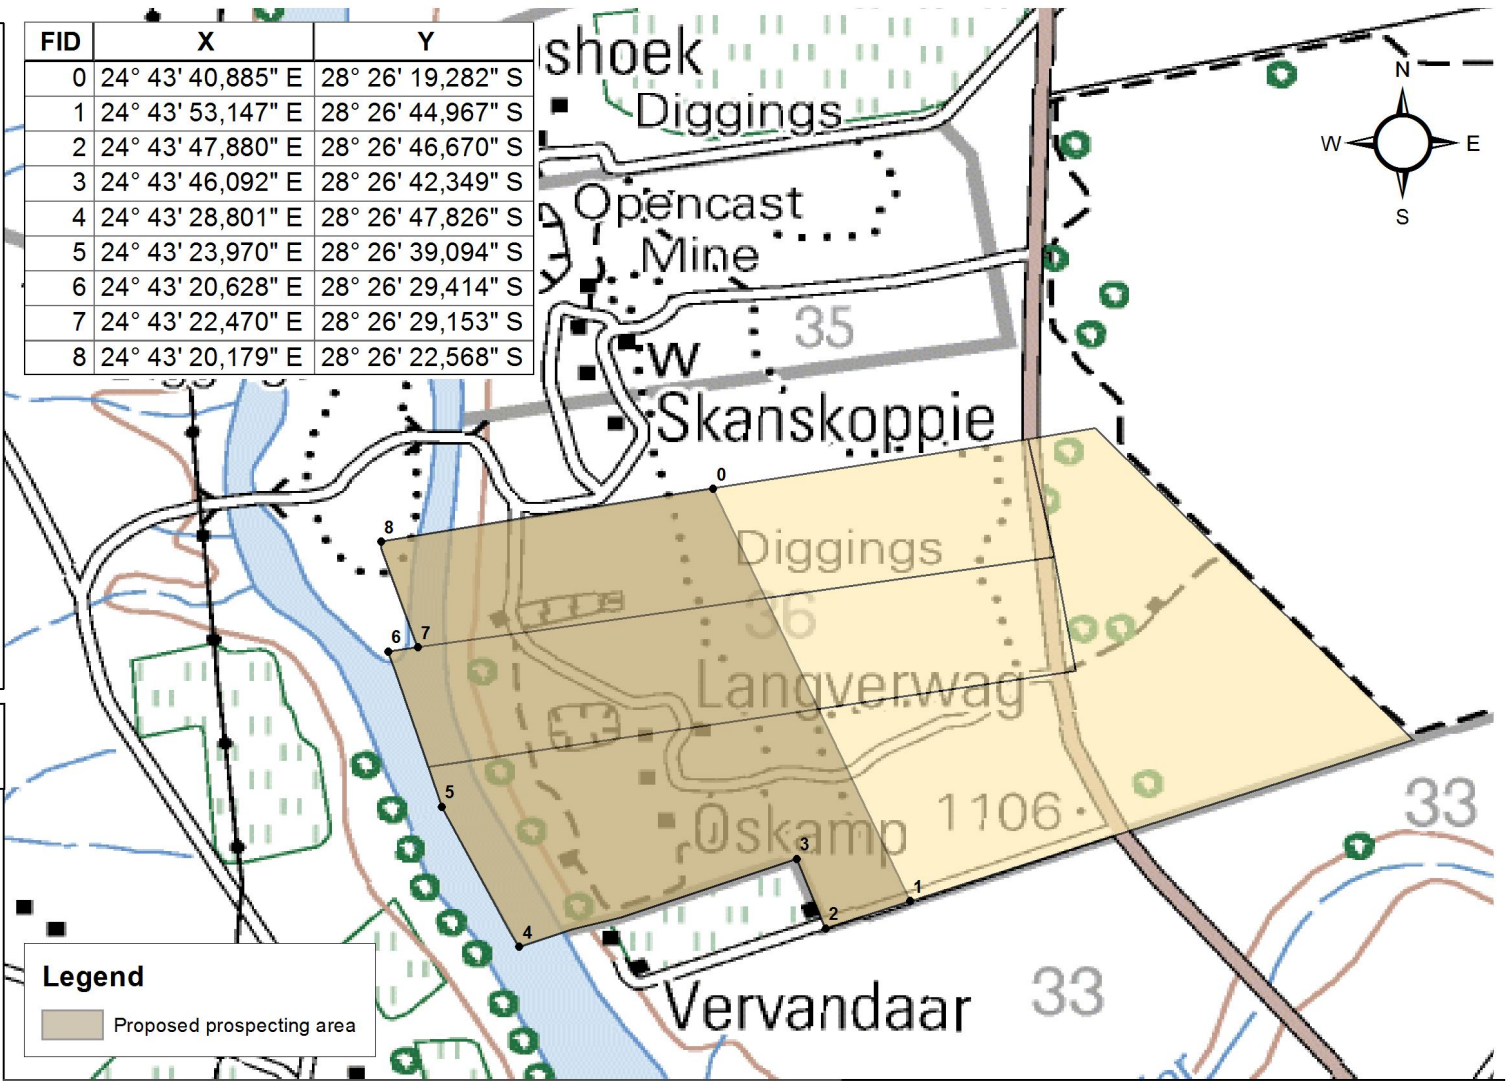 FID X Y
0 24° 43' 40,885" E 28° 26' 19,282" S
1 24° 43' 53,147" E 28° 26' 44,967" S
2 24° 43' 47,880" E 28° 26' 46,670" S
3 24° 43' 46,092" E 28° 26' 42,349" S
4 24° 43' 28,801" E 28° 26' 47,826" S
5 24° 43' 23,970" E 28° 26' 39,094" S
6 24° 43' 20,628" E 28° 26' 29,414" S
7 24° 43' 22,470" E 28° 26' 29,153" S
8 24° 43' 20,179" E 28° 26' 22,568" S
shoek
Diggings
N
W E
S
Opencast
Mine
35
W
Skanskoppie
0
8
Diggings
36
6 7
Langverwag
5
Oskamp
1106
33
3
1
2
4
Vervandaar
33
Legend
Proposed prospecting area